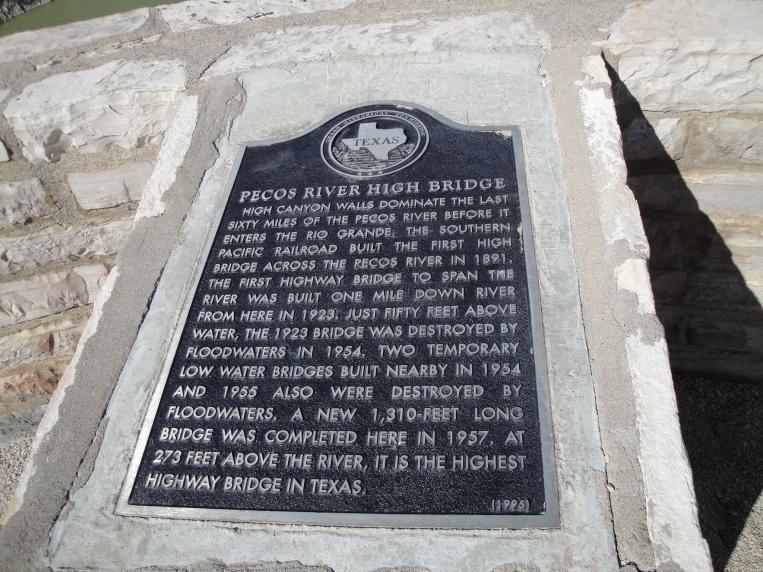 TEXAS HISTORICAL COMMISSION
TEXAS
PECOS RIVER HIGH BRIDGE
HIGH CANYON WALLS DOMINATE THE LAST
SIXTY MILES OF THE PECOS RIVER BEFORE IT
ENTERS THE RIO GRANDE. THE SOUTHERN
PACIFIC RAILROAD BUILT THE FIRST HIGH
BRIDGE ACROSS THE PECOS RIVER IN 1891.
THE FIRST HIGHWAY BRIDGE TO SPAN THE
RIVER WAS BUILT ONE MILE DOWN RIVER
FROM HERE IN 1923. JUST FIFTY FEET ABOVE
WATER, THE 1923 BRIDGE WAS DESTROYED BY
FLOODWATERS IN 1954. TWO TEMPORARY
LOW WATER BRIDGES BUILT NEARBY IN 1954
AND 1955 ALSO WERE DESTROYED BY
FLOODWATERS. A NEW 1,310-FEET LONG
BRIDGE WAS COMPLETED HERE IN 1957. AT
273 FEET ABOVE THE RIVER, IT IS THE HIGHEST
HIGHWAY BRIDGE IN TEXAS.
(1995)